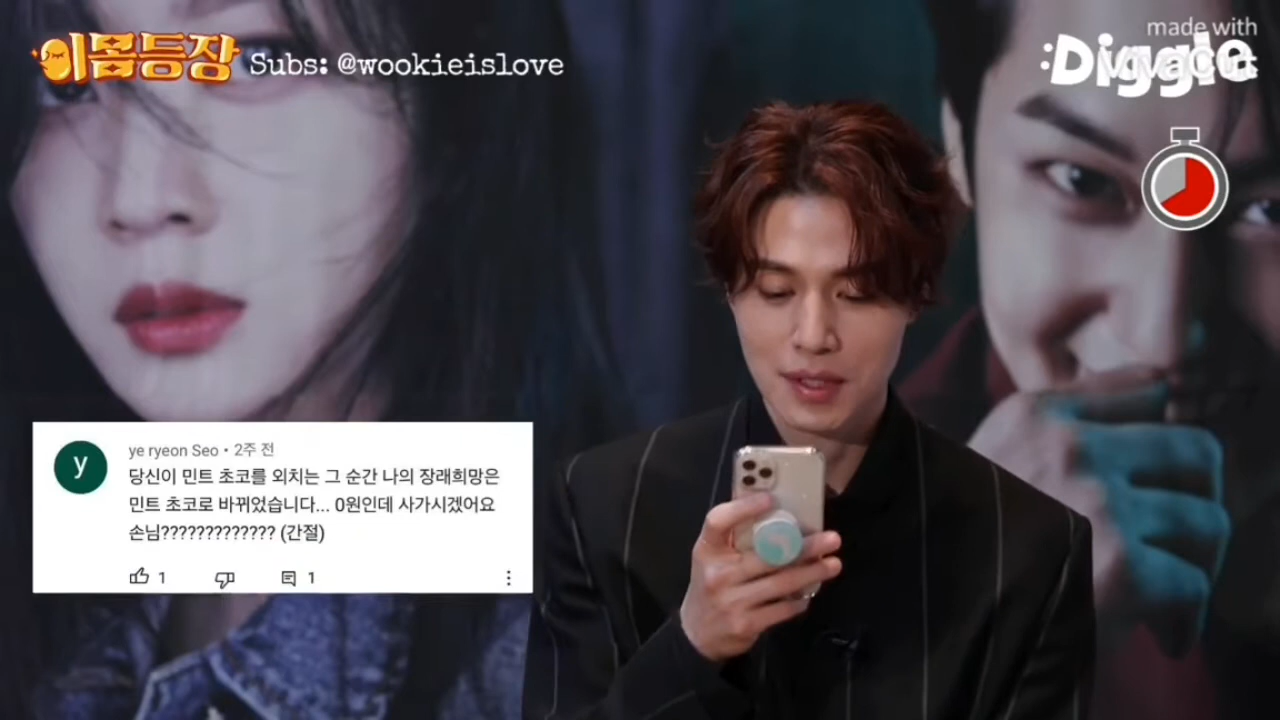 이봄등장
Subs: @wookieislove
made with
:Diggle
y
ye ryeon Seo • 2주 전
당신이 민트 초코를 외치는 그 순간 나의 장래희망은
민트 초코로 바뀌었습니다... 0원인데 사가시겠어요
손님????????????? (간절)
1
1